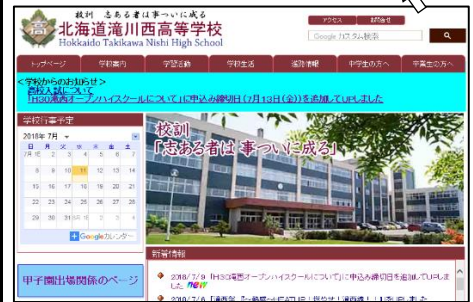 校訓　志ある者は事ついに成る
北海道滝川西高等学校
Hokkaido Takikawa Nishi High School
アクセス
お問合せ
Google カスタム検索
トップページ
学校案内
学習活動
学校生活
進路情報
中学生の方へ
卒業生の方へ
<学校からのお知らせ>
高校入試について
「H30滝西オープンハイスクールについて」に申込み締切日(7月13日(金))を追加してUPしました
学校行事予定
2018年 7月
日 月 火 水 木 金 土
7月 1日 2 3 4 5 6 7
8 9 10 11 12 13 14
15 16 17 18 19 20 21
22 23 24 25 26 27 28
29 30 31 8月 1日 2 3 4
+ Googleカレンダー
校訓
「志ある者は 事ついに成る」
新着情報
2018/7/9 「H30滝西オープンハイスクールについて」に申込み締切日を追加してUPしました new
甲子園出場関係のページ